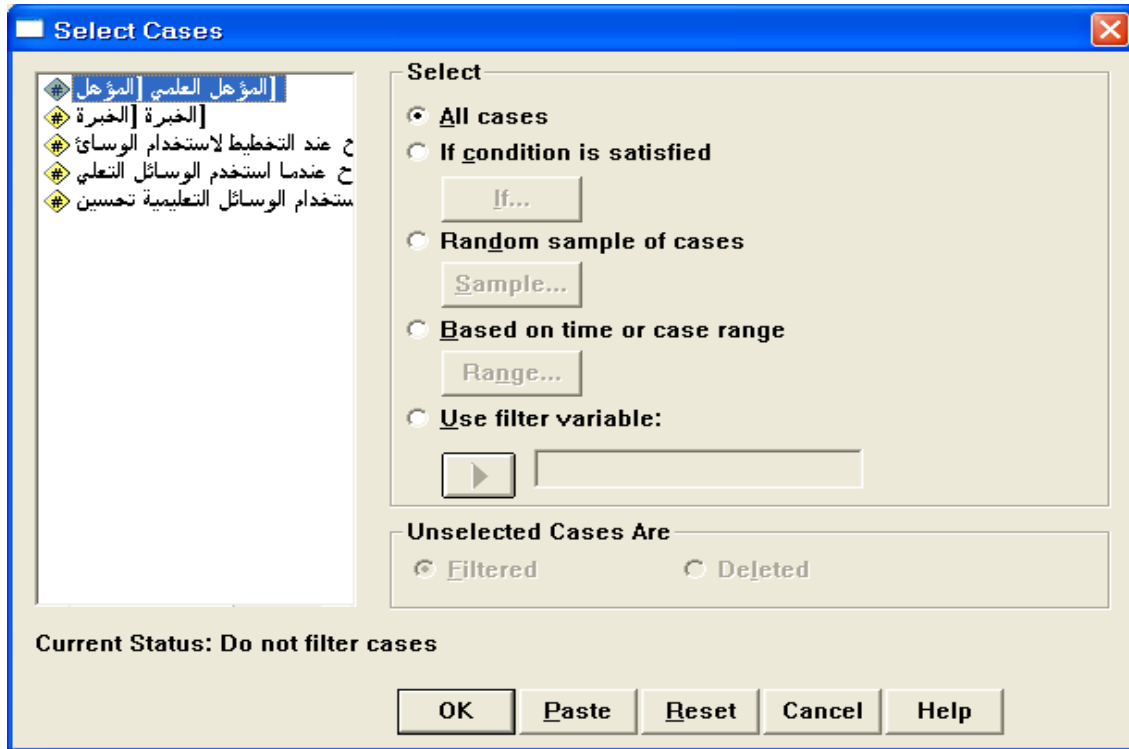 Select Cases
المؤهل العلمي [المؤهل]
الخبرة [الخبرة]
ح عند التخطيط لاستخدام الوسائ
ح عندما استخدم الوسائل التعلي
ستخدام الوسائل التعليمية تحسين
Select
All cases
If condition is satisfied
If...
Random sample of cases
Sample...
Based on time or case range
Range...
Use filter variable:
Unselected Cases Are
Filtered Deleted
Current Status: Do not filter cases
OK Paste Reset Cancel Help